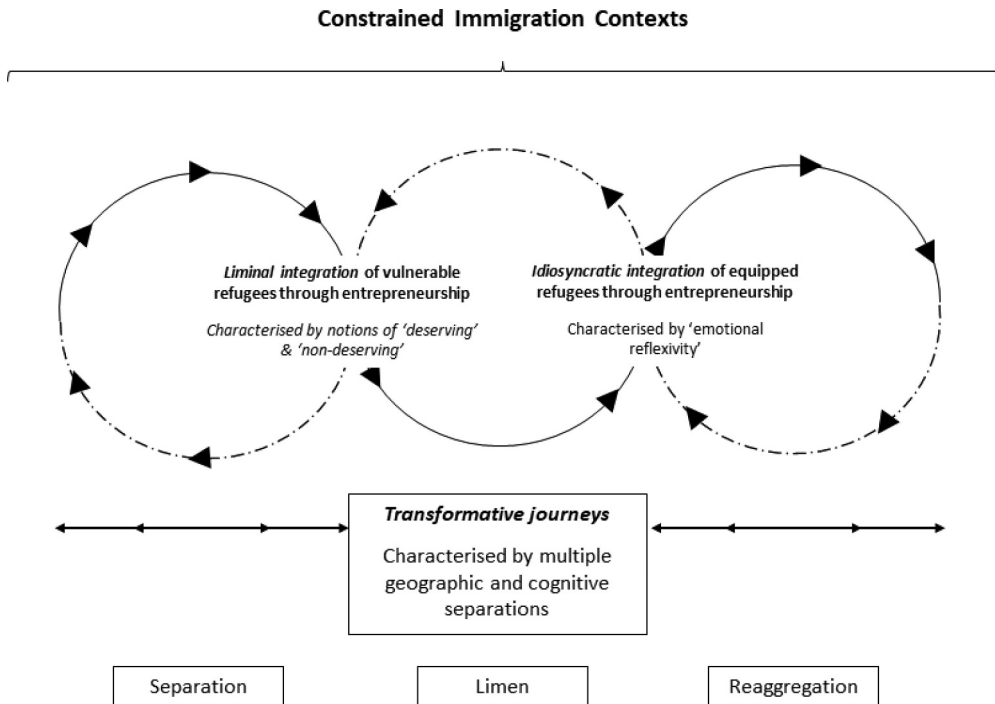 Constrained Immigration Contexts
Liminal integration of vulnerable
refugees through entrepreneurship
Characterised by notions of ‘deserving’
& ‘non-deserving’
Idiosyncratic integration of equipped
refugees through entrepreneurship
Characterised by ‘emotional
reflexivity’
Transformative journeys
Characterised by multiple
geographic and cognitive
separations
Separation
Limen
Reaggregation